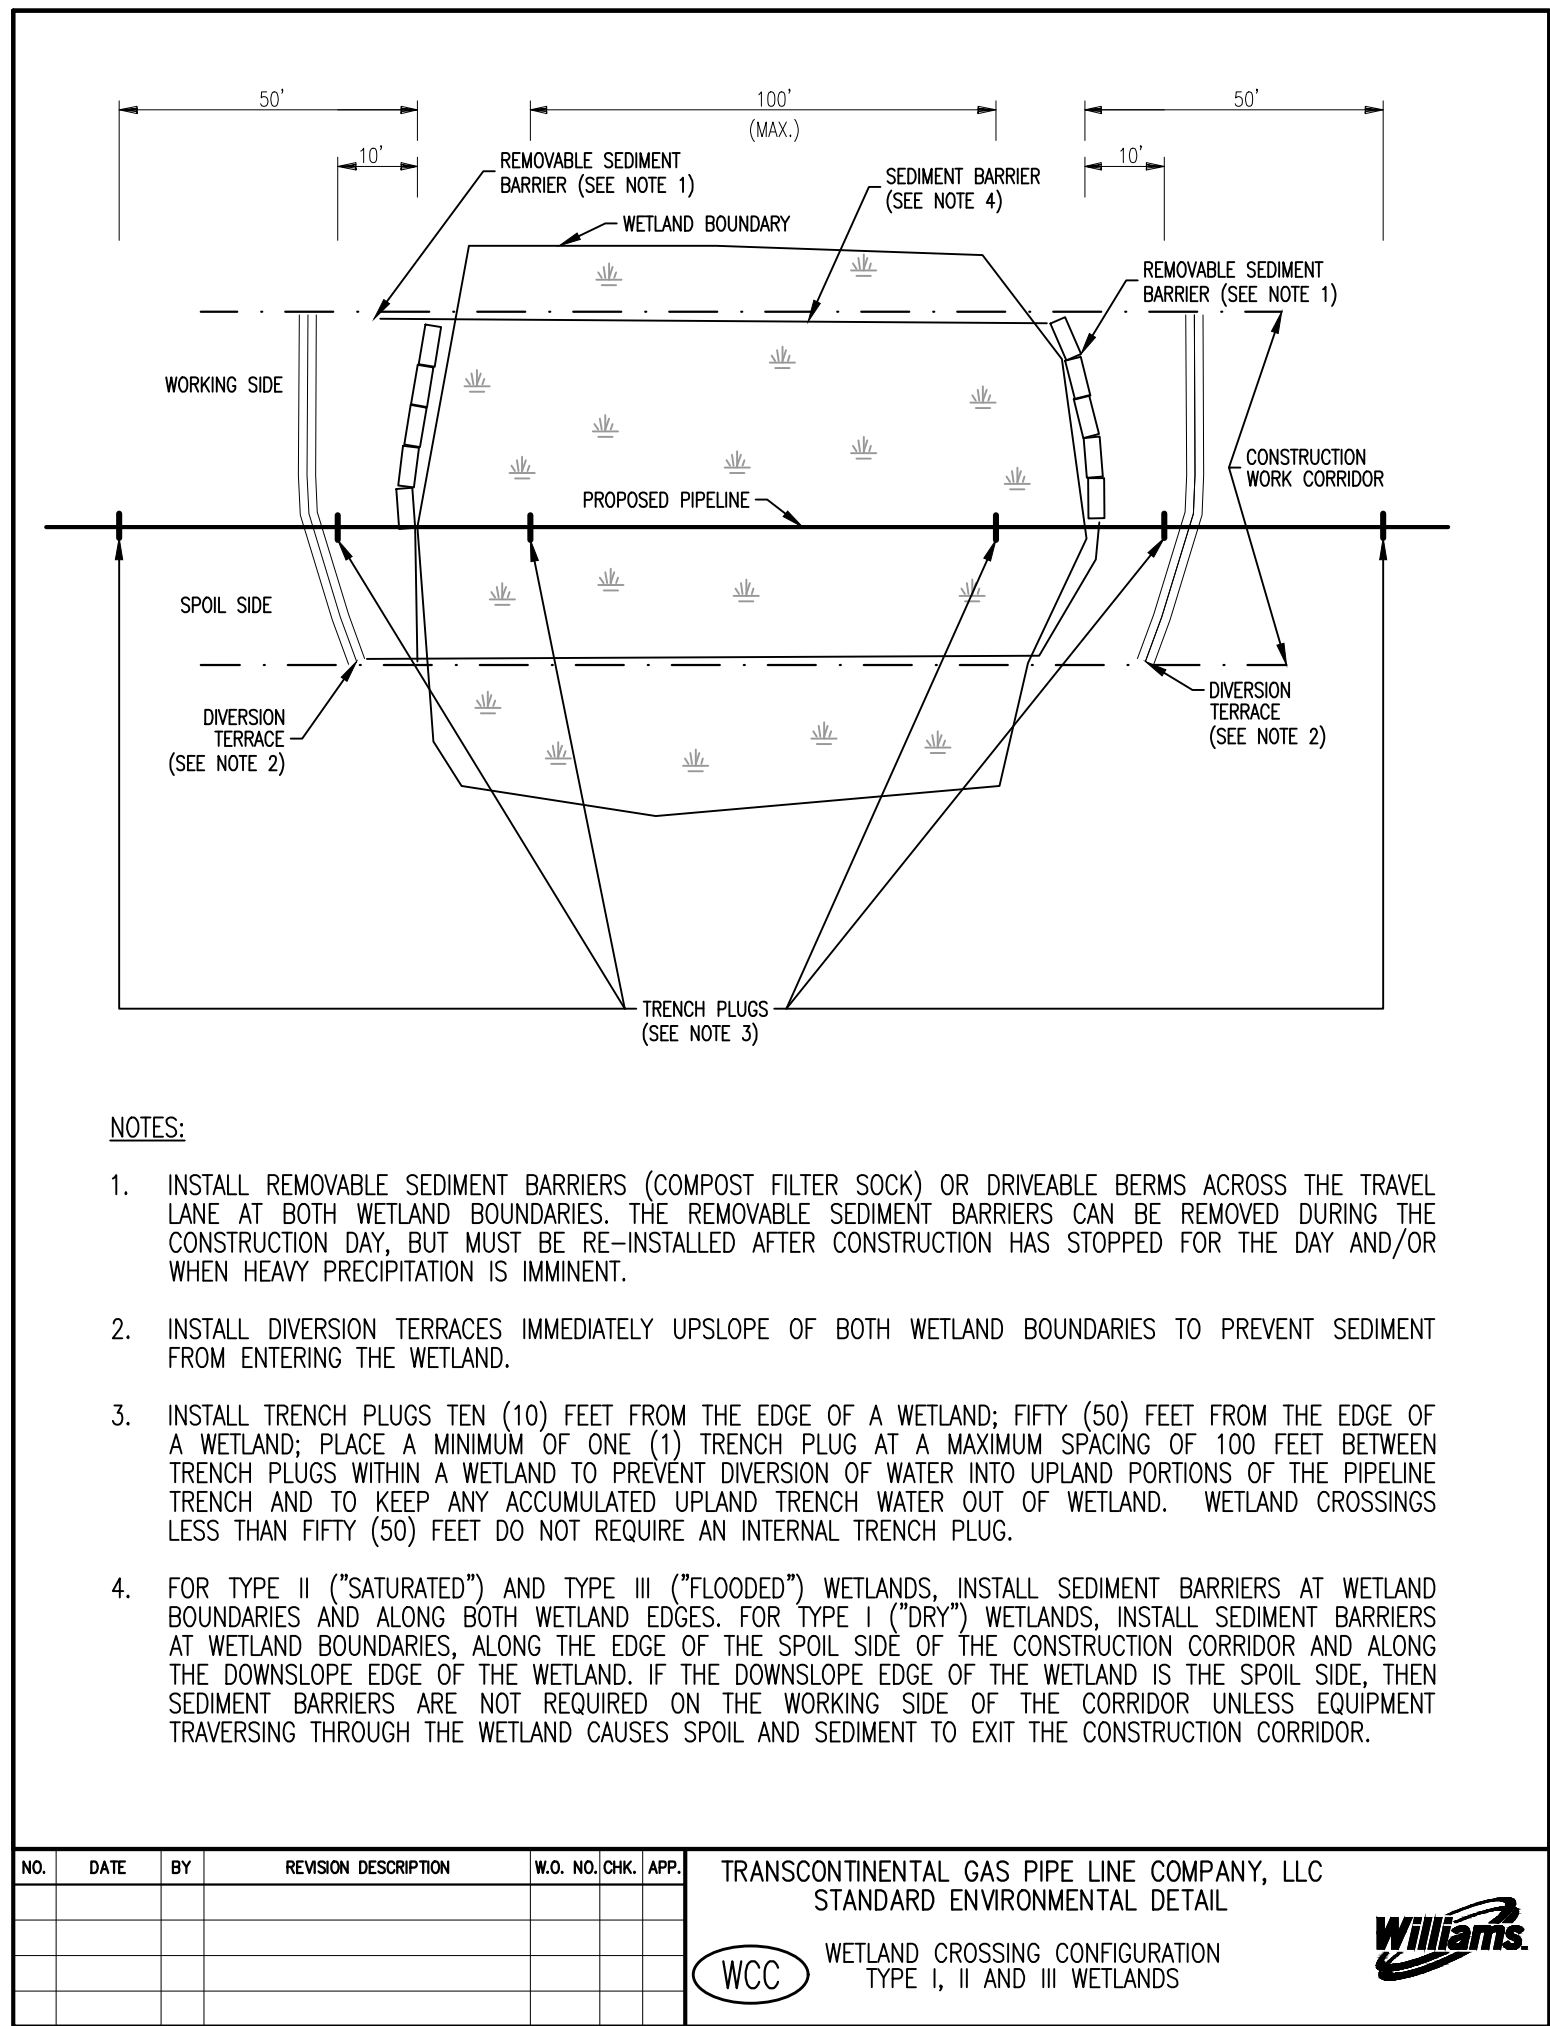 50'
100'
50'
(MAX.)
10'
10'
REMOVABLE SEDIMENT
BARRIER (SEE NOTE 1)
SEDIMENT BARRIER
(SEE NOTE 4)
WETLAND BOUNDARY
REMOVABLE SEDIMENT
BARRIER (SEE NOTE 1)
WORKING SIDE
CONSTRUCTION
WORK CORRIDOR
PROPOSED PIPELINE
SPOIL SIDE
DIVERSION
TERRACE
(SEE NOTE 2)
DIVERSION
TERRACE
(SEE NOTE 2)
TRENCH PLUGS
(SEE NOTE 3)
NOTES:
1. INSTALL REMOVABLE SEDIMENT BARRIERS (COMPOST FILTER SOCK) OR DRIVEABLE BERMS ACROSS THE TRAVEL
LANE AT BOTH WETLAND BOUNDARIES. THE REMOVABLE SEDIMENT BARRIERS CAN BE REMOVED DURING THE
CONSTRUCTION DAY, BUT MUST BE RE-INSTALLED AFTER CONSTRUCTION HAS STOPPED FOR THE DAY AND/OR
WHEN HEAVY PRECIPITATION IS IMMINENT.
2. INSTALL DIVERSION TERRACES IMMEDIATELY UPSLOPE OF BOTH WETLAND BOUNDARIES TO PREVENT SEDIMENT
FROM ENTERING THE WETLAND.
3. INSTALL TRENCH PLUGS TEN (10) FEET FROM THE EDGE OF A WETLAND; FIFTY (50) FEET FROM THE EDGE OF
A WETLAND; PLACE A MINIMUM OF ONE (1) TRENCH PLUG AT A MAXIMUM SPACING OF 100 FEET BETWEEN
TRENCH PLUGS WITHIN A WETLAND TO PREVENT DIVERSION OF WATER INTO UPLAND PORTIONS OF THE PIPELINE
TRENCH AND TO KEEP ANY ACCUMULATED UPLAND TRENCH WATER OUT OF WETLAND. WETLAND CROSSINGS
LESS THAN FIFTY (50) FEET DO NOT REQUIRE AN INTERNAL TRENCH PLUG.
4. FOR TYPE II ("SATURATED") AND TYPE III ("FLOODED") WETLANDS, INSTALL SEDIMENT BARRIERS AT WETLAND
BOUNDARIES AND ALONG BOTH WETLAND EDGES. FOR TYPE I ("DRY") WETLANDS, INSTALL SEDIMENT BARRIERS
AT WETLAND BOUNDARIES, ALONG THE EDGE OF THE SPOIL SIDE OF THE CONSTRUCTION CORRIDOR AND ALONG
THE DOWNSLOPE EDGE OF THE WETLAND. IF THE DOWNSLOPE EDGE OF THE WETLAND IS THE SPOIL SIDE, THEN
SEDIMENT BARRIERS ARE NOT REQUIRED ON THE WORKING SIDE OF THE CORRIDOR UNLESS EQUIPMENT
TRAVERSING THROUGH THE WETLAND CAUSES SPOIL AND SEDIMENT TO EXIT THE CONSTRUCTION CORRIDOR.
NO. DATE BY REVISION DESCRIPTION W.O. NO. CHK. APP.
TRANSCONTINENTAL GAS PIPE LINE COMPANY, LLC
STANDARD ENVIRONMENTAL DETAIL
WCC
WETLAND CROSSING CONFIGURATION
TYPE I, II AND III WETLANDS
Williams.